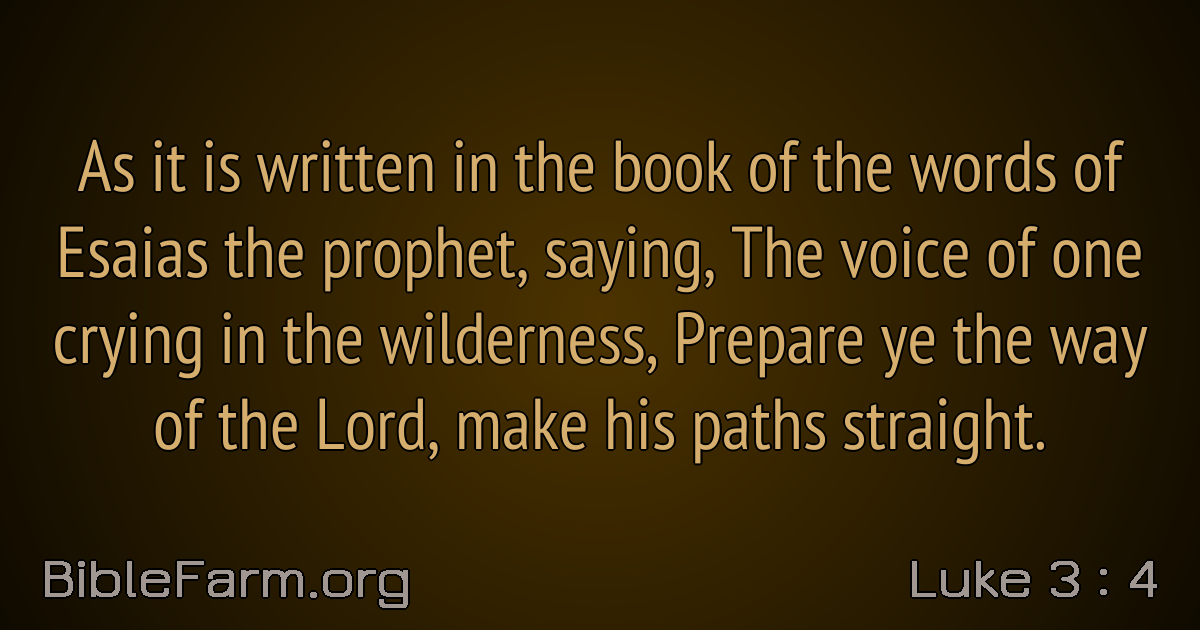 As it is written in the book of the words of
Esaias the prophet, saying, The voice of one
crying in the wilderness, Prepare ye the way
of the Lord, make his paths straight.
BibleFarm.org
Luke 3 : 4